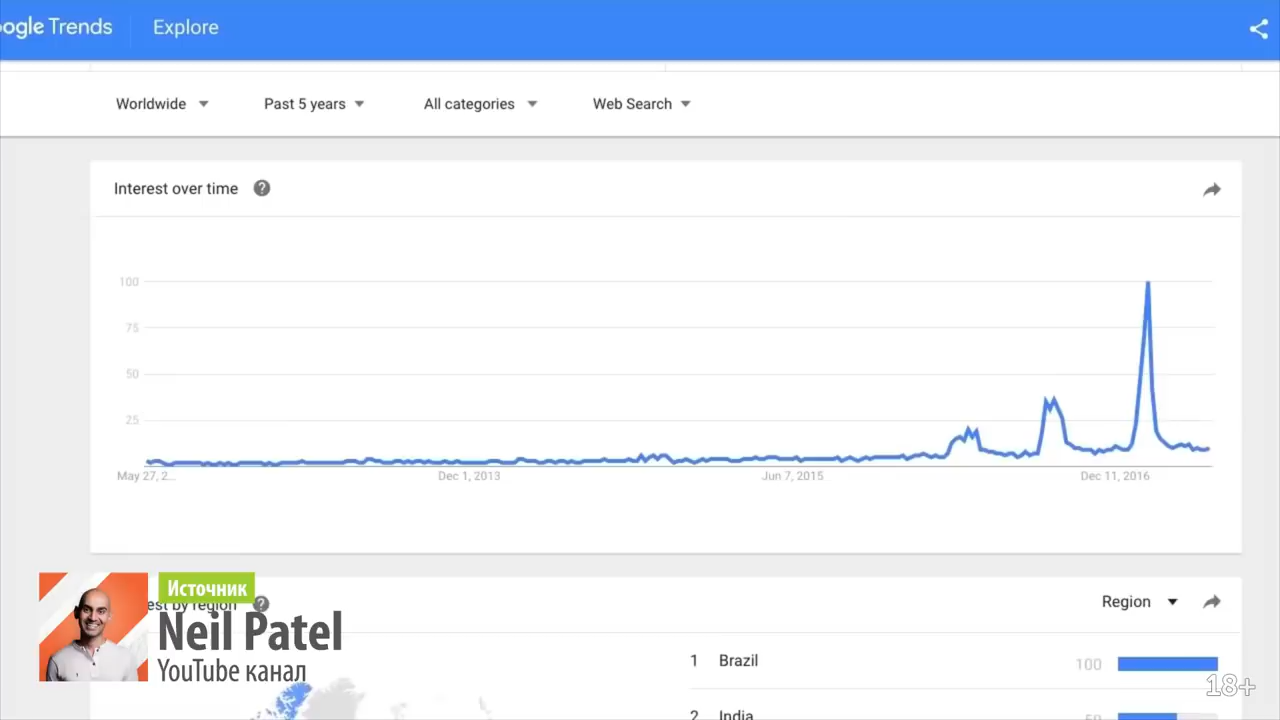 ogle Trends
Explore
Worldwide
Past 5 years
All categories
Web Search
Interest over time
?
100
75
50
25
May 27, 2...
Dec 1, 2013
Jun 7, 2015
Dec 11, 2016
Источник
est by region
?
Region
Neil Patel
YouTube канал
1 Brazil 100
18+
2 India